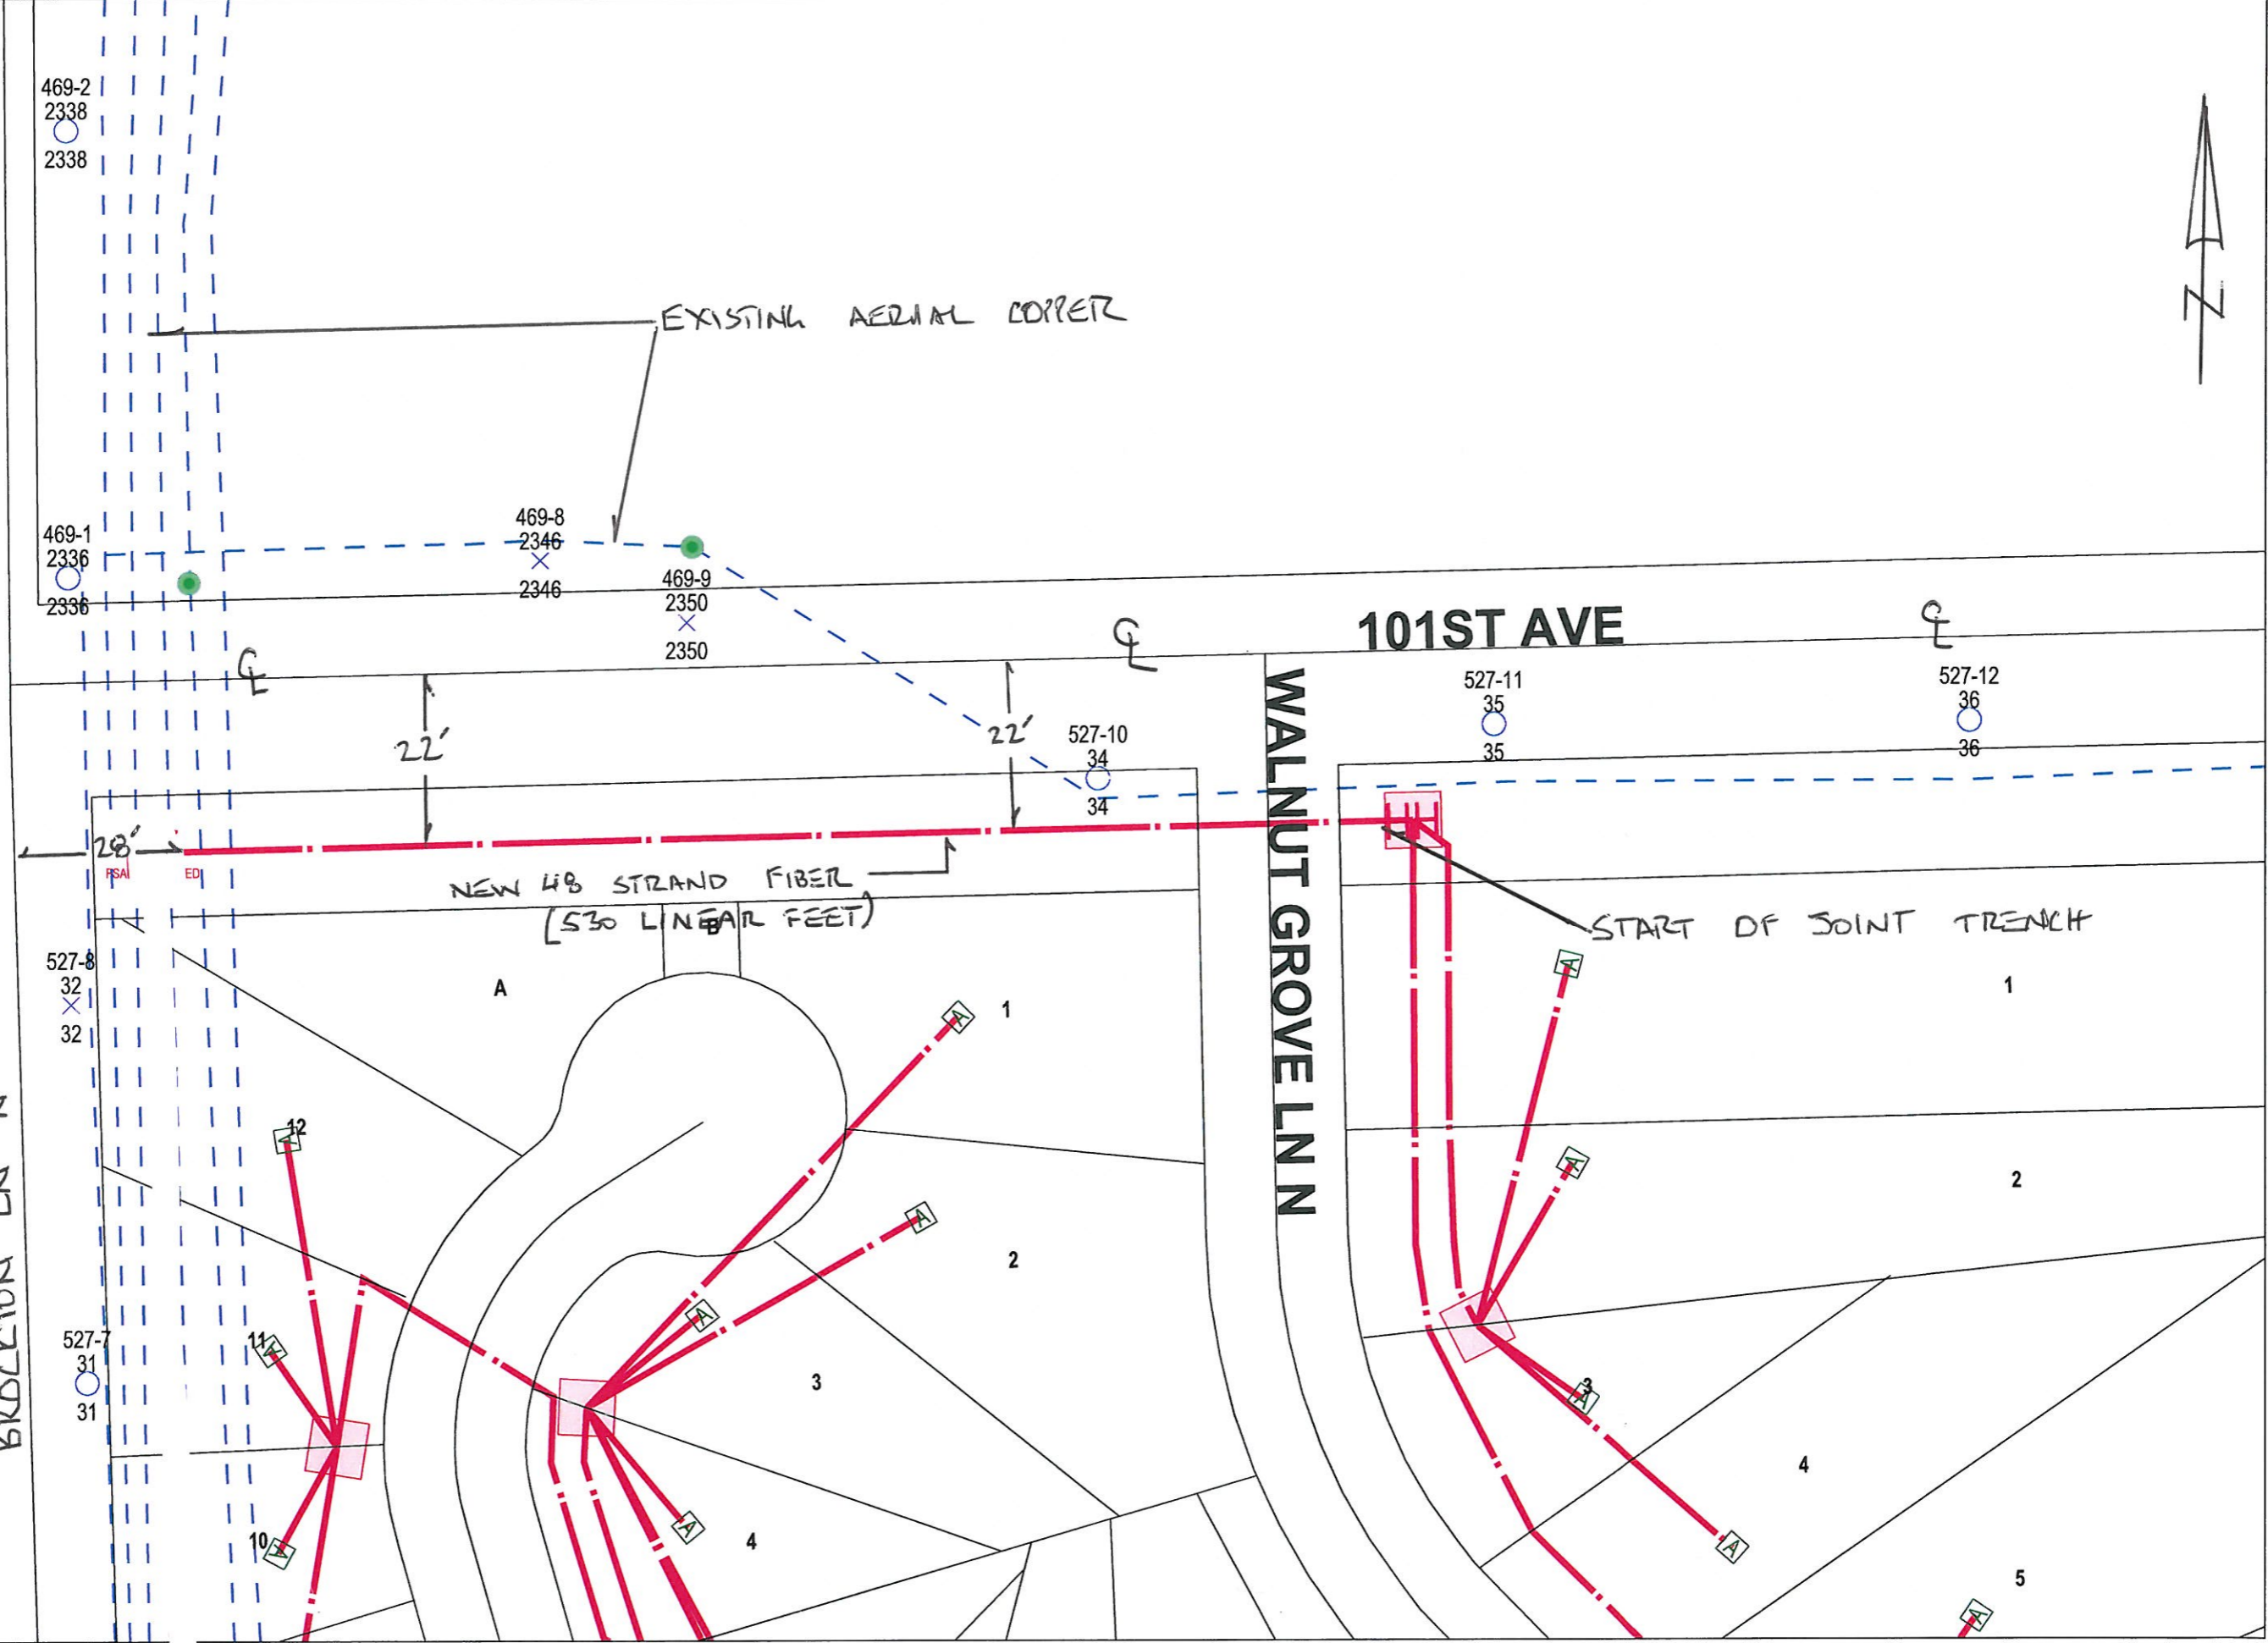 469-2
2338
2338
EXISTING AERIAL COPPER
N
469-1
2336
2336
469-8
2346
2346
469-9
2350
2350
101ST AVE
℄
℄
℄
22'
22'
527-10
34
34
527-11
35
35
527-12
36
36
WALNUT GROVE LN N
28'
FSA
ED
NEW 48 STRAND FIBER
(530 LINEAR FEET)
B
START OF JOINT TRENCH
527-8
32
32
A
A
1
A
1
12
A
A
2
A
2
A
3
527-7
31
31
11
A
3
A
4
10
A
A
4
A
5
A
LN N